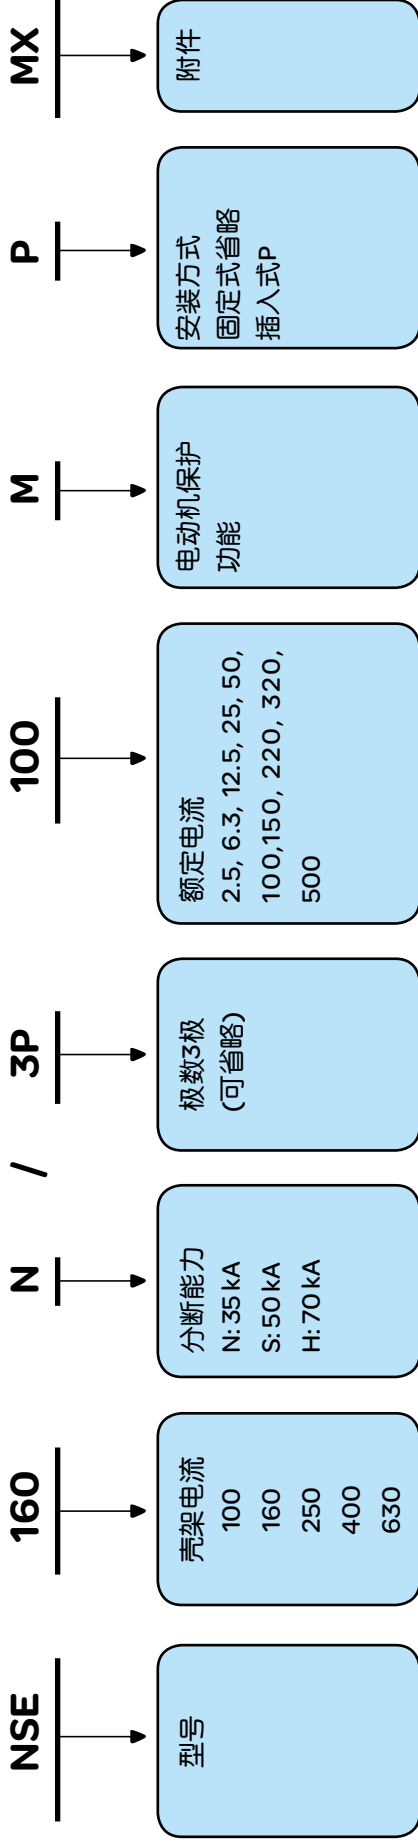 NSE 160 N / 3P 100 M P MX
型号
壳架电流
100
160
250
400
630
分断能力
N: 35 kA
S: 50 kA
H: 70 kA
极数3极
(可省略)
额定电流
2.5, 6.3, 12.5, 25, 50,
100,150, 220, 320,
500
电动机保护
功能
安装方式
固定式省略
插入式P
附件